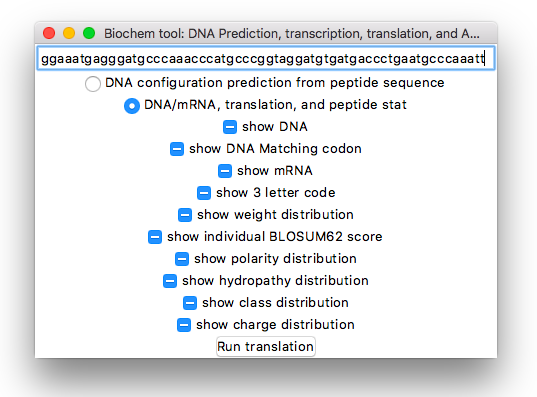 Biochem tool: DNA Prediction, transcription, translation, and A...
ggaaatgagggatgcccaaacccatgcccggtaggatgtgatgaccctgaatgcccaaatt
DNA configuration prediction from peptide sequence
DNA/mRNA, translation, and peptide stat
show DNA
show DNA Matching codon
show mRNA
show 3 letter code
show weight distribution
show individual BLOSUM62 score
show polarity distribution
show hydropathy distribution
show class distribution
show charge distribution
Run translation